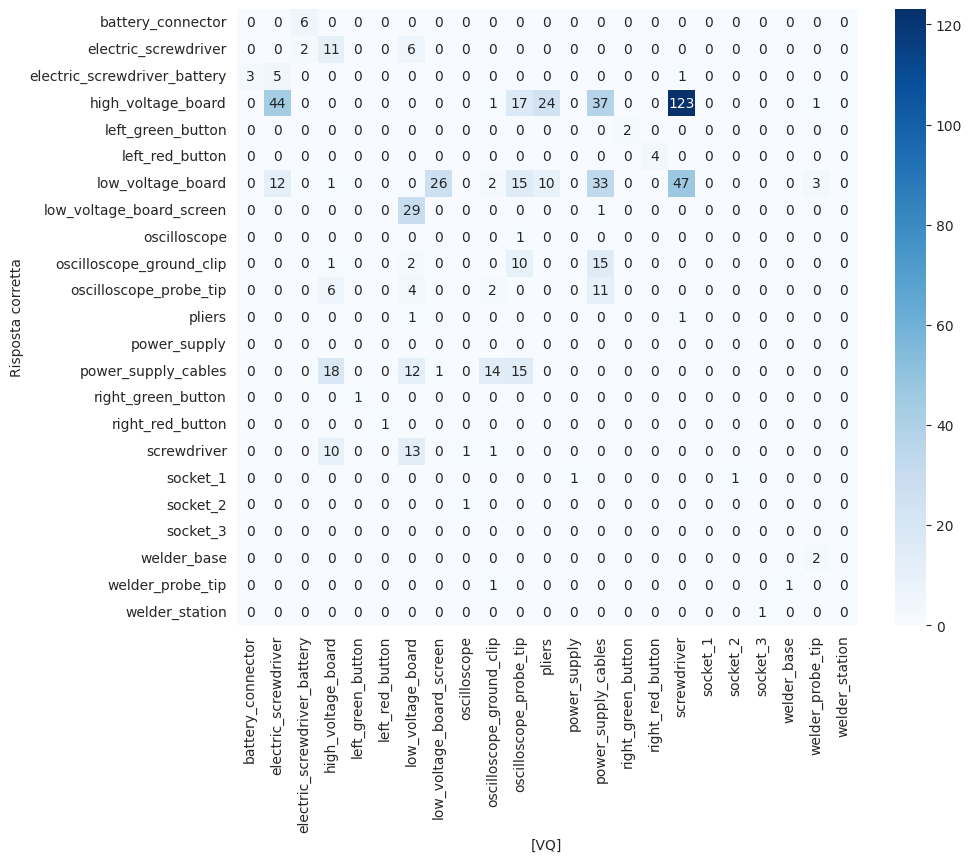 battery_connector 0 0 6 0 0 0 0 0 0 0 0 0 0 0 0 0 0 0 0 0 0 0 0
electric_screwdriver 0 0 2 11 0 0 6 0 0 0 0 0 0 0 0 0 0 0 0 0 0 0 0
electric_screwdriver_battery 3 5 0 0 0 0 0 0 0 0 0 0 0 0 0 0 1 0 0 0 0 0 0
high_voltage_board 0 44 0 0 0 0 0 0 0 1 17 24 0 37 0 0 123 0 0 0 0 1 0
left_green_button 0 0 0 0 0 0 0 0 0 0 0 0 0 0 2 0 0 0 0 0 0 0 0
left_red_button 0 0 0 0 0 0 0 0 0 0 0 0 0 0 0 4 0 0 0 0 0 0 0
low_voltage_board 0 12 0 1 0 0 0 26 0 2 15 10 0 33 0 0 47 0 0 0 0 3 0
low_voltage_board_screen 0 0 0 0 0 0 29 0 0 0 0 0 0 1 0 0 0 0 0 0 0 0 0
oscilloscope 0 0 0 0 0 0 0 0 0 0 1 0 0 0 0 0 0 0 0 0 0 0 0
oscilloscope_ground_clip 0 0 0 1 0 0 2 0 0 0 10 0 0 15 0 0 0 0 0 0 0 0 0
oscilloscope_probe_tip 0 0 0 6 0 0 4 0 0 2 0 0 0 11 0 0 0 0 0 0 0 0 0
pliers 0 0 0 0 0 0 1 0 0 0 0 0 0 0 0 0 1 0 0 0 0 0 0
power_supply 0 0 0 0 0 0 0 0 0 0 0 0 0 0 0 0 0 0 0 0 0 0 0
power_supply_cables 0 0 0 18 0 0 12 1 0 14 15 0 0 0 0 0 0 0 0 0 0 0 0
right_green_button 0 0 0 0 1 0 0 0 0 0 0 0 0 0 0 0 0 0 0 0 0 0 0
right_red_button 0 0 0 0 0 1 0 0 0 0 0 0 0 0 0 0 0 0 0 0 0 0 0
screwdriver 0 0 0 10 0 0 13 0 1 1 0 0 0 0 0 0 0 0 0 0 0 0 0
socket_1 0 0 0 0 0 0 0 0 0 0 0 0 1 0 0 0 0 0 1 0 0 0 0
socket_2 0 0 0 0 0 0 0 0 1 0 0 0 0 0 0 0 0 0 0 0 0 0 0
socket_3 0 0 0 0 0 0 0 0 0 0 0 0 0 0 0 0 0 0 0 0 0 0 0
welder_base 0 0 0 0 0 0 0 0 0 0 0 0 0 0 0 0 0 0 0 0 0 2 0
welder_probe_tip 0 0 0 0 0 0 0 0 0 1 0 0 0 0 0 0 0 0 0 0 1 0 0
welder_station 0 0 0 0 0 0 0 0 0 0 0 0 0 0 0 0 0 0 0 1 0 0 0
Risposta corretta
battery_connector
electric_screwdriver
electric_screwdriver_battery
high_voltage_board
left_green_button
left_red_button
low_voltage_board
low_voltage_board_screen
oscilloscope
oscilloscope_ground_clip
oscilloscope_probe_tip
pliers
power_supply
power_supply_cables
right_green_button
right_red_button
screwdriver
socket_1
socket_2
socket_3
welder_base
welder_probe_tip
welder_station
[VQ]
120
100
80
60
40
20
0